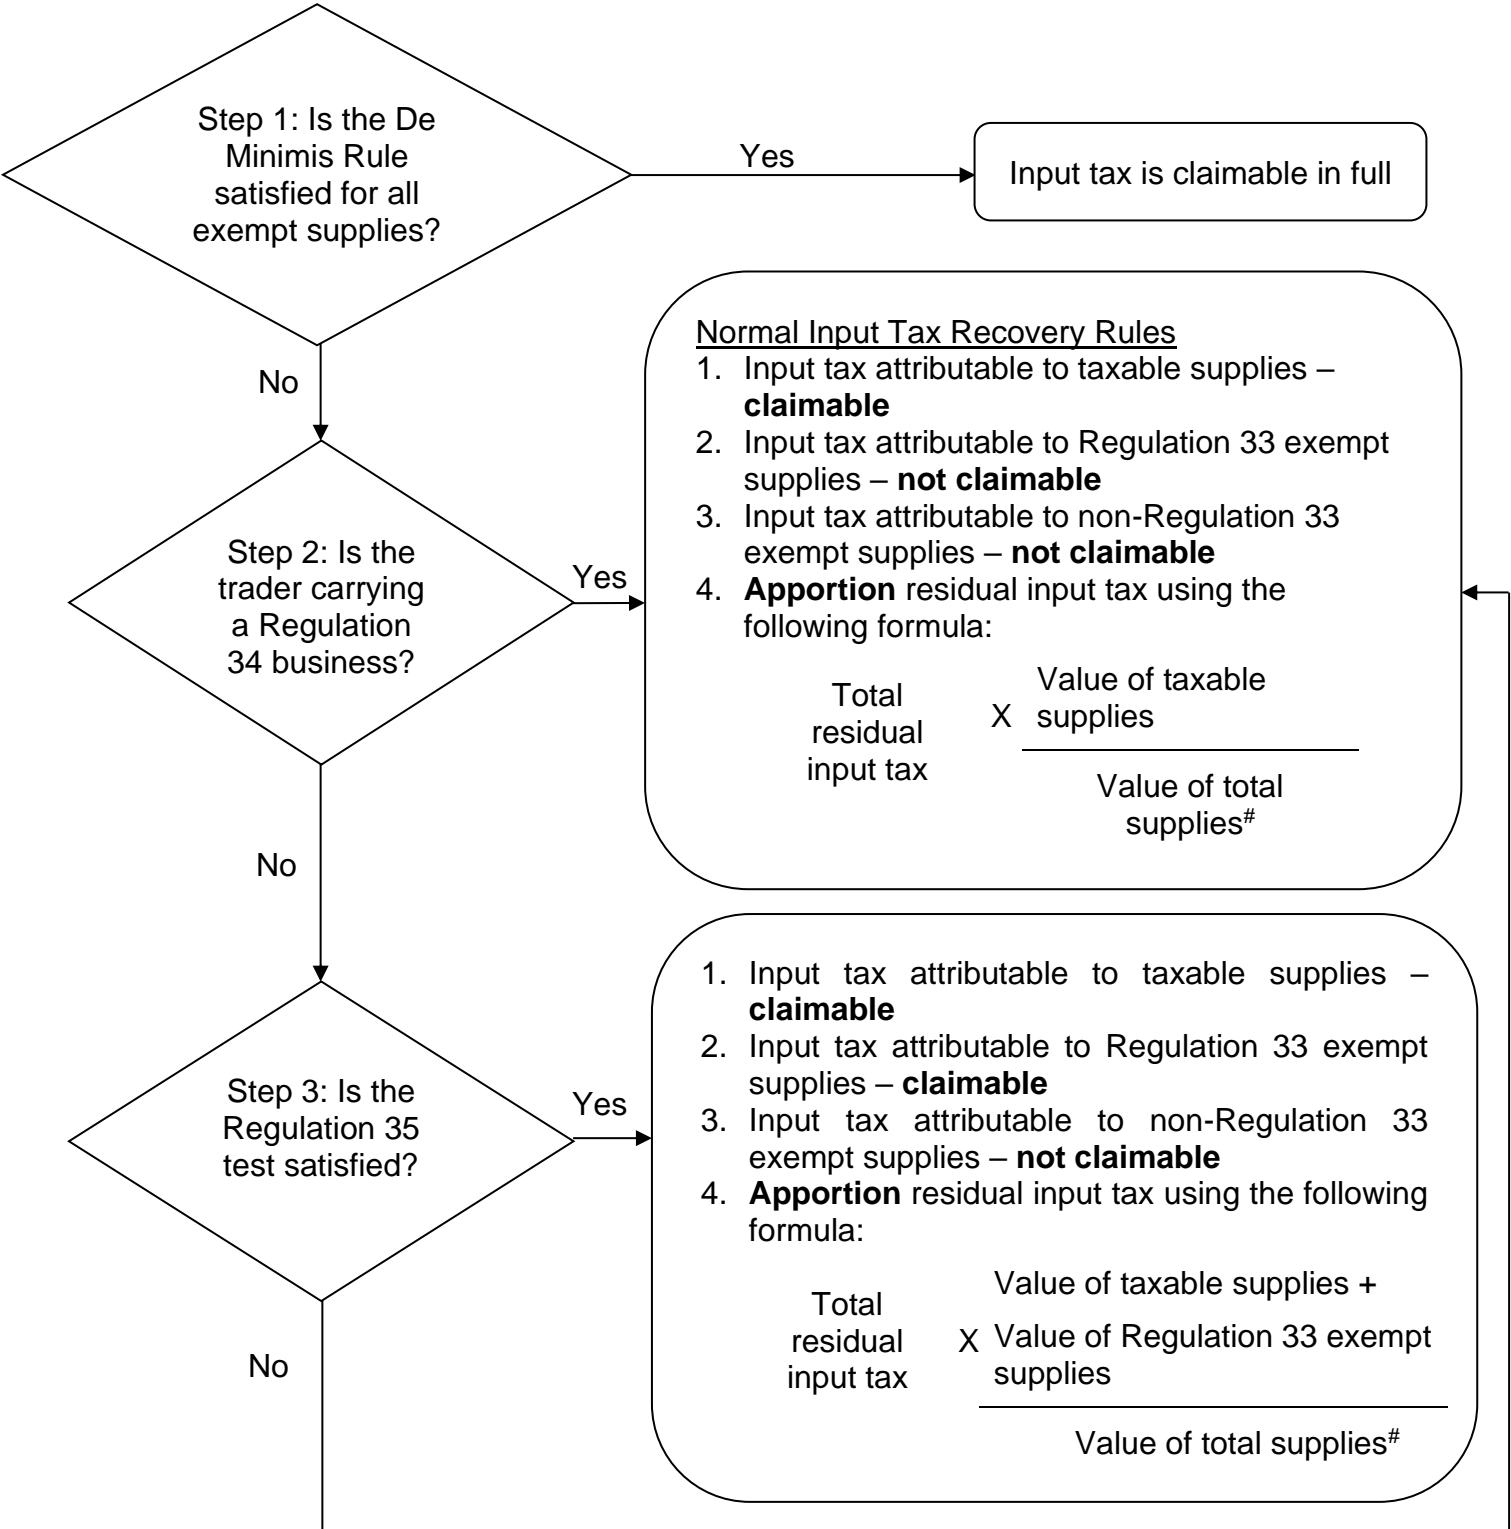 Step 1: Is the De
Minimis Rule
satisfied for all
exempt supplies?
Yes
Input tax is claimable in full
No
Normal Input Tax Recovery Rules
1. Input tax attributable to taxable supplies –
claimable
2. Input tax attributable to Regulation 33 exempt
supplies – not claimable
3. Input tax attributable to non-Regulation 33
exempt supplies – not claimable
4. Apportion residual input tax using the
following formula:
Total
residual
input tax
X
Value of taxable
supplies
Value of total
supplies#
Step 2: Is the
trader carrying
a Regulation
34 business?
Yes
No
Step 3: Is the
Regulation 35
test satisfied?
Yes
No
1. Input tax attributable to taxable supplies –
claimable
2. Input tax attributable to Regulation 33 exempt
supplies – claimable
3. Input tax attributable to non-Regulation 33
exempt supplies – not claimable
4. Apportion residual input tax using the following
formula:
Total
residual
input tax
X
Value of taxable supplies +
Value of Regulation 33 exempt
supplies
Value of total supplies#